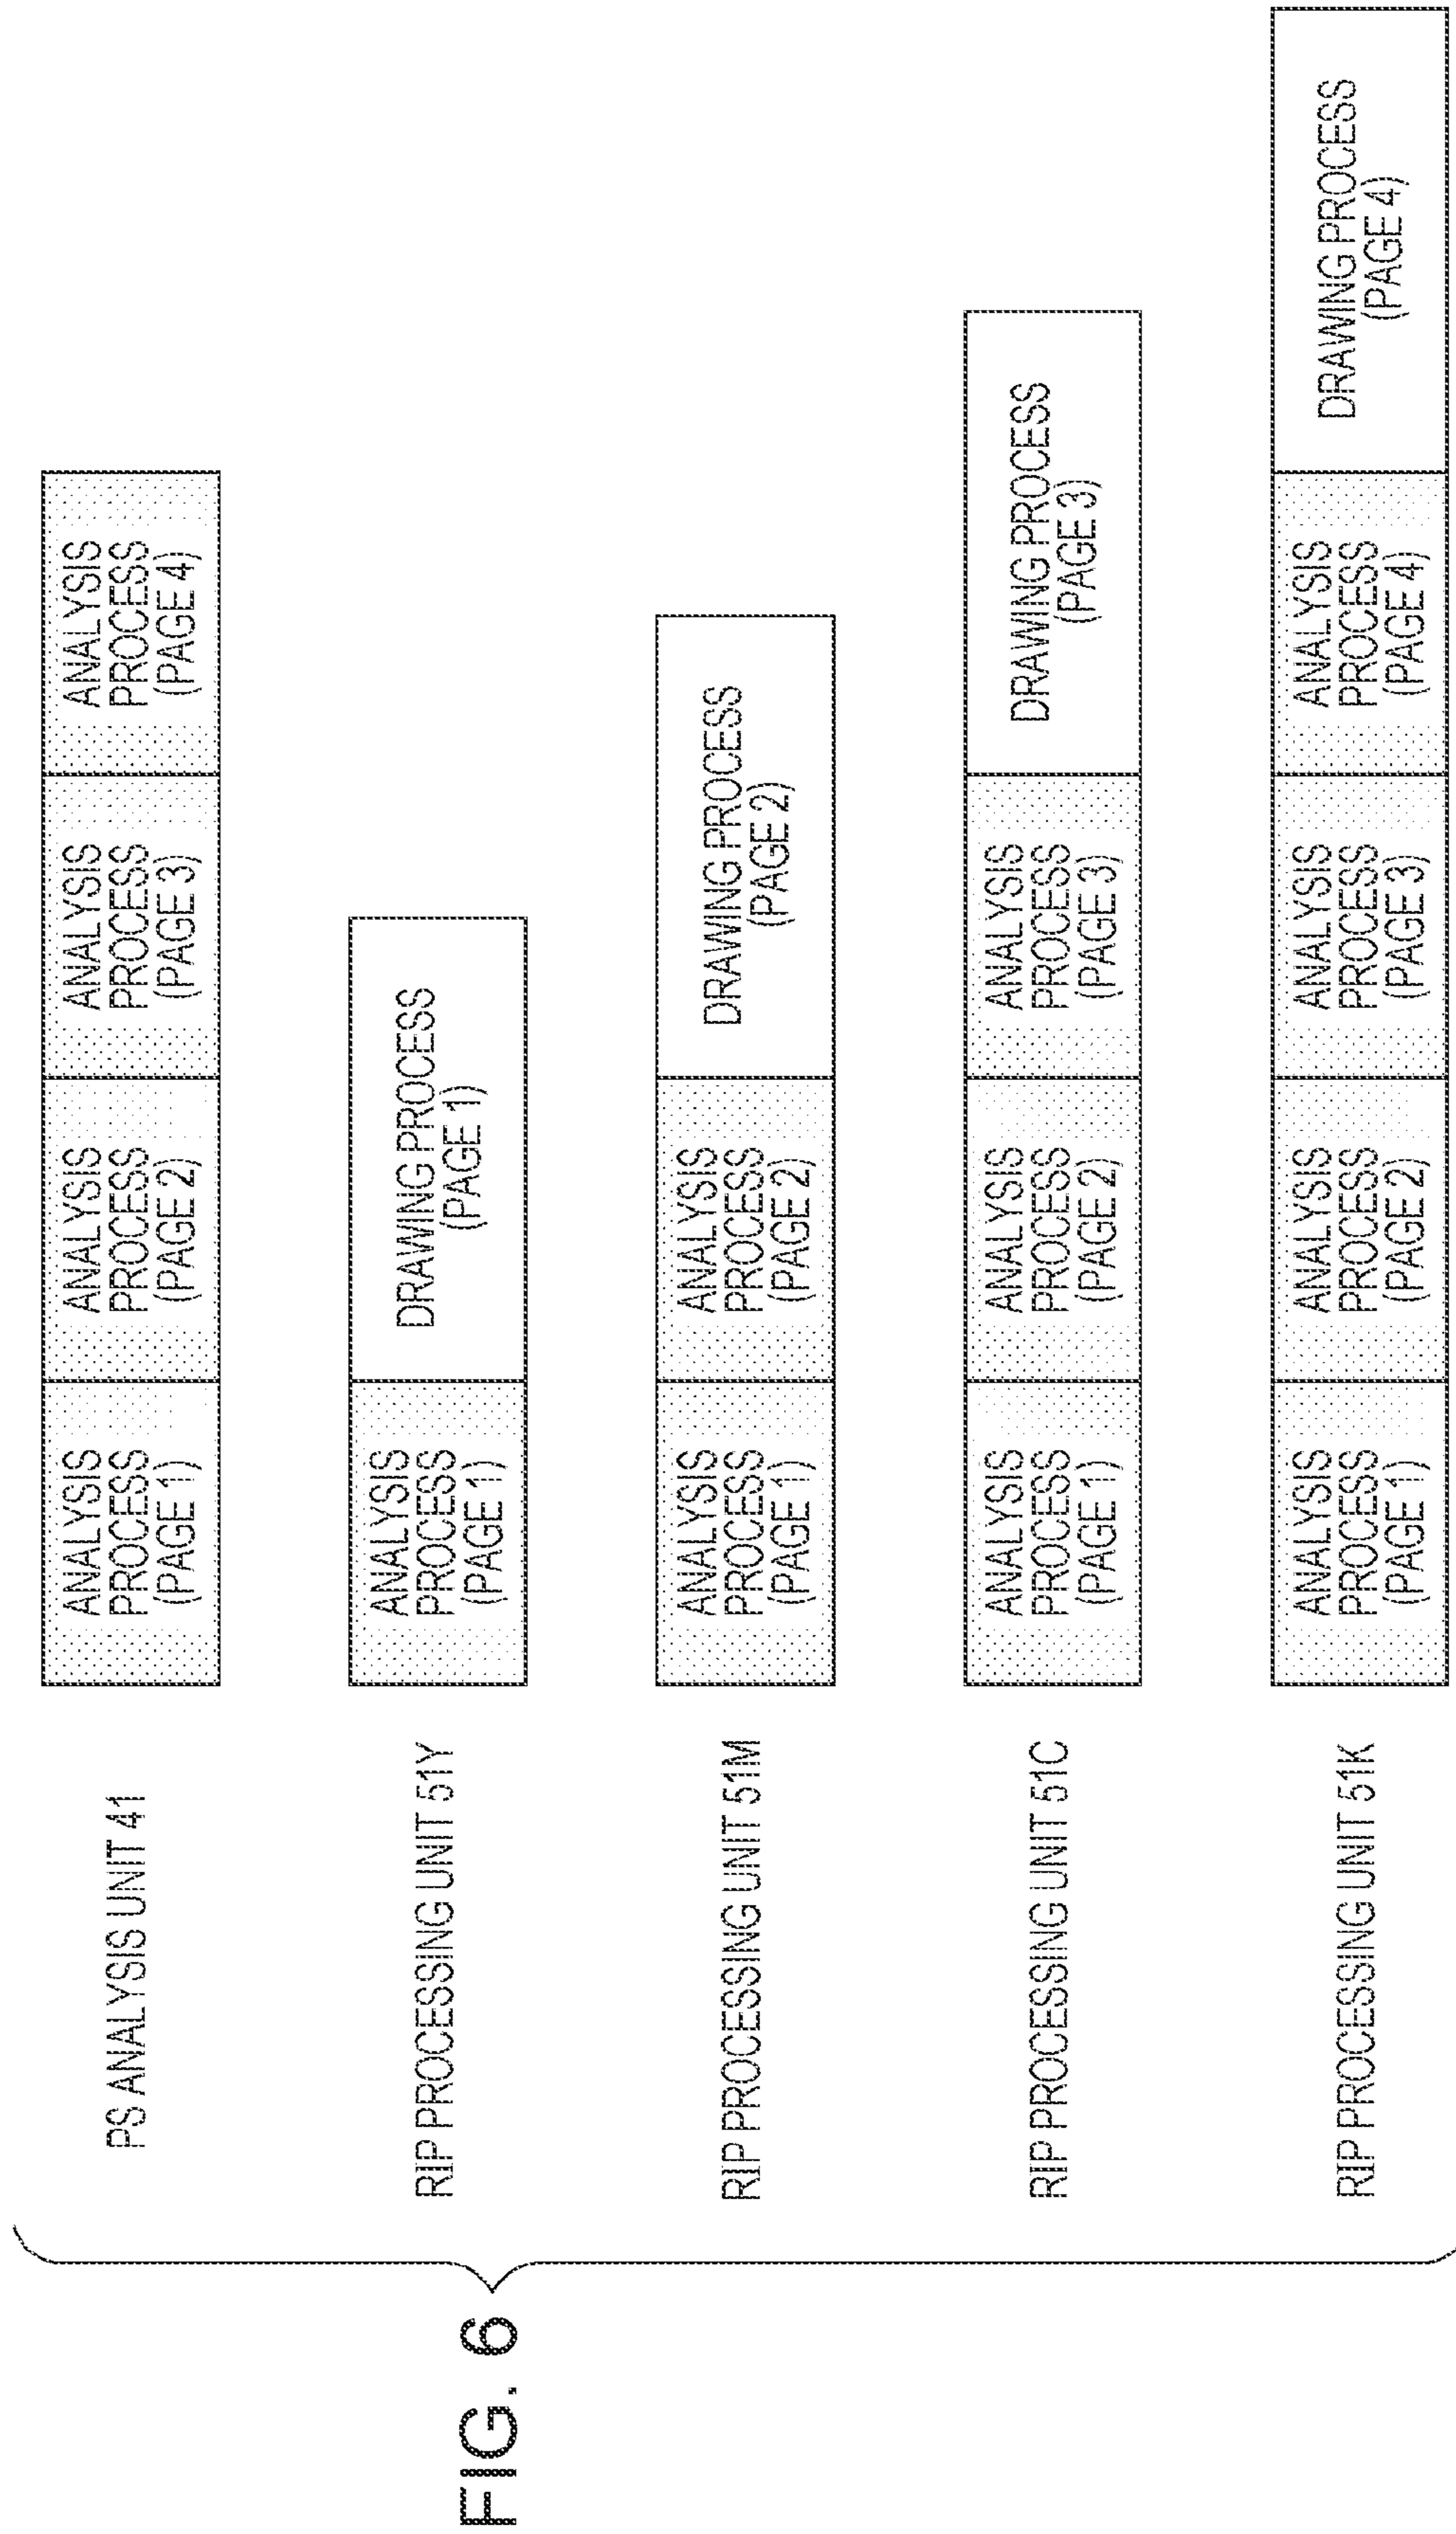 FIG. 6
PS ANALYSIS UNIT 41
ANALYSIS
PROCESS
(PAGE 1)
ANALYSIS
PROCESS
(PAGE 2)
ANALYSIS
PROCESS
(PAGE 3)
ANALYSIS
PROCESS
(PAGE 4)
RIP PROCESSING UNIT 51Y
ANALYSIS
PROCESS
(PAGE 1)
DRAWING PROCESS
(PAGE 1)
RIP PROCESSING UNIT 51M
ANALYSIS
PROCESS
(PAGE 1)
ANALYSIS
PROCESS
(PAGE 2)
DRAWING PROCESS
(PAGE 2)
RIP PROCESSING UNIT 51C
ANALYSIS
PROCESS
(PAGE 1)
ANALYSIS
PROCESS
(PAGE 2)
ANALYSIS
PROCESS
(PAGE 3)
DRAWING PROCESS
(PAGE 3)
RIP PROCESSING UNIT 51K
ANALYSIS
PROCESS
(PAGE 1)
ANALYSIS
PROCESS
(PAGE 2)
ANALYSIS
PROCESS
(PAGE 3)
ANALYSIS
PROCESS
(PAGE 4)
DRAWING PROCESS
(PAGE 4)